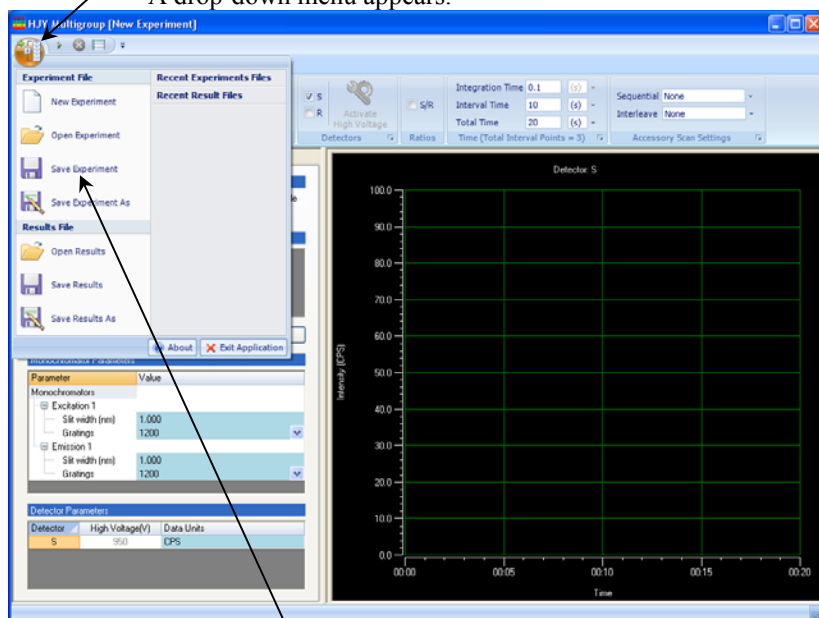 A drop-down menu appears.
HJY Multigroup [New Experiment]
Experiment File
New Experiment
Open Experiment
Save Experiment
Save Experiment As
Results File
Open Results
Save Results
Save Results As
Recent Experiments Files
Recent Result Files
About
Exit Application
S
R
Activate
High Voltage
Detectors
S/R
Ratios
Integration Time 0.1 (s)
Interval Time 10 (s)
Total Time 20 (s)
Time (Total Interval Points = 3)
Sequential None
Interleave None
Accessory Scan Settings
Monochromator Parameters
Parameter Value
Monochromators
Excitation 1
Slit width (nm) 1.000
Gratings 1200
Emission 1
Slit width (nm) 1.000
Gratings 1200
Detector Parameters
Detector High Voltage(V) Data Units
S 950 CPS
Detector: S
Intensity (CPS)
100.0
90.0
80.0
70.0
60.0
50.0
40.0
30.0
20.0
10.0
0.0
00:00 00:05 00:10 00:15 00:20
Time